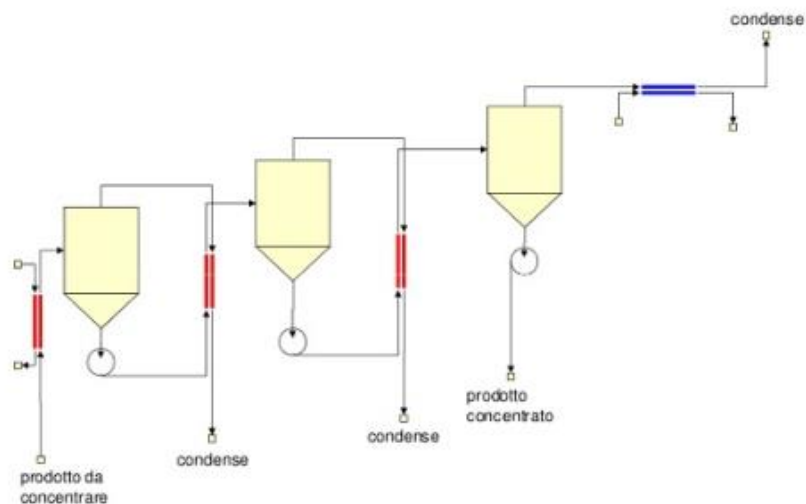 condense
prodotto
concentrato
condense
condense
prodotto da
concentrare